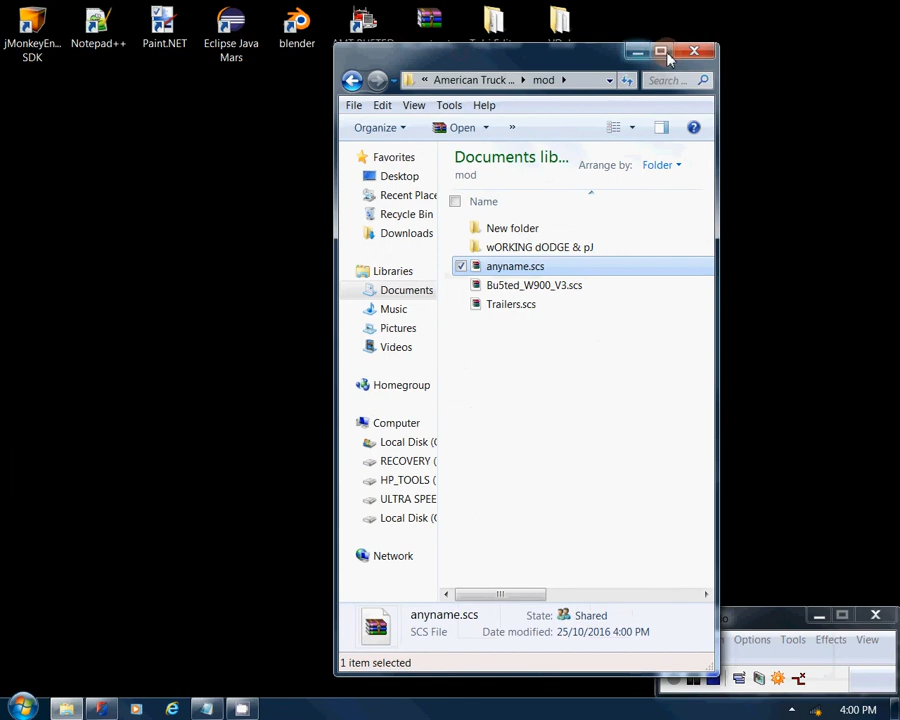 jMonkeyEn... SDK
Notepad++
Paint.NET
Eclipse Java Mars
blender
« American Truck ... mod
Search ...
File Edit View Tools Help
Organize Open »
Favorites
Desktop
Recent Place
Recycle Bin
Downloads
Libraries
Documents
Music
Pictures
Videos
Homegroup
Computer
Local Disk (C
RECOVERY (
HP_TOOLS (
ULTRA SPEE
Local Disk (
Network
Documents lib...
mod
Arrange by: Folder
Name
New folder
wORKING dODGE & pJ
anyname.scs
Bu5ted_W900_V3.scs
Trailers.scs
anyname.scs State: Shared
SCS File Date modified: 25/10/2016 4:00 PM
1 item selected
Options Tools Effects View
4:00 PM